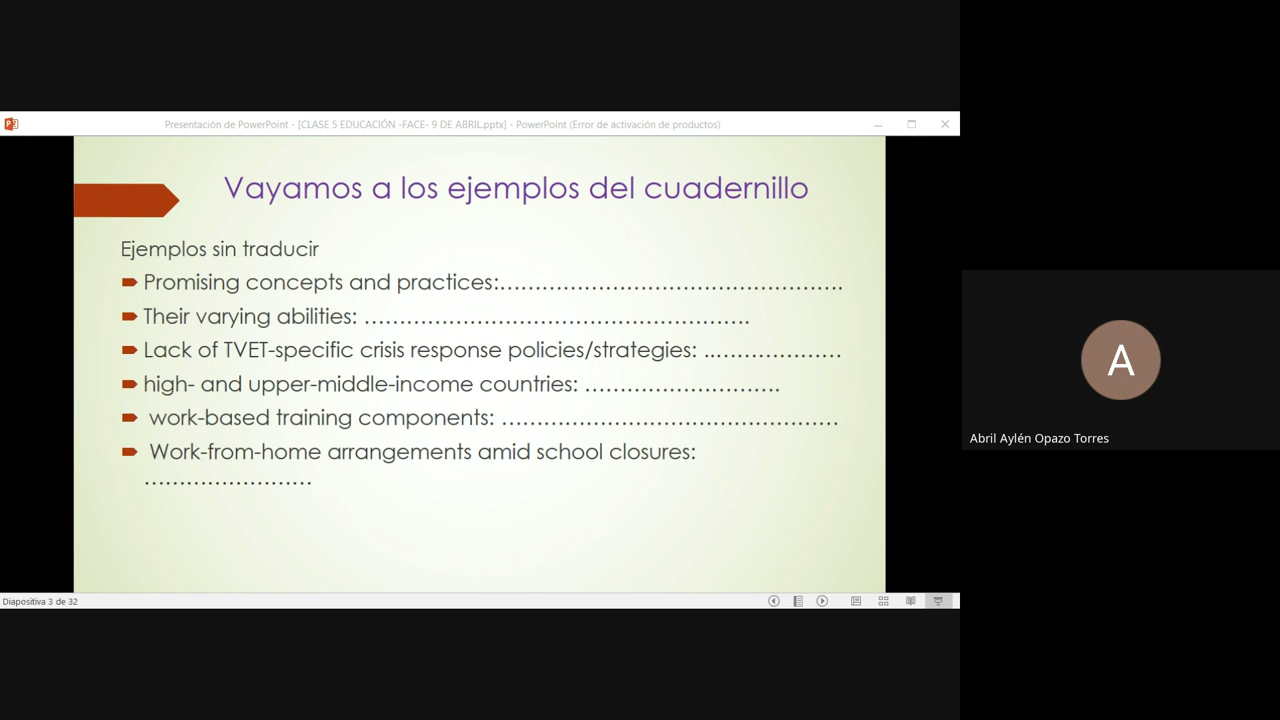 Presentación de PowerPoint - [CLASE 5 EDUCACIÓN -FACE- 9 DE ABRIL.pptx] - PowerPoint (Error de activación de productos)
Vayamos a los ejemplos del cuadernillo
Ejemplos sin traducir
Promising concepts and practices:…………………………………………
Their varying abilities: ………………………………………………
Lack of TVET-specific crisis response policies/strategies: ..………………
high- and upper-middle-income countries: ……………………….
work-based training components: …………………………………………
Work-from-home arrangements amid school closures:
……………………
A
Abril Aylén Opazo Torres
Diapositiva 3 de 32